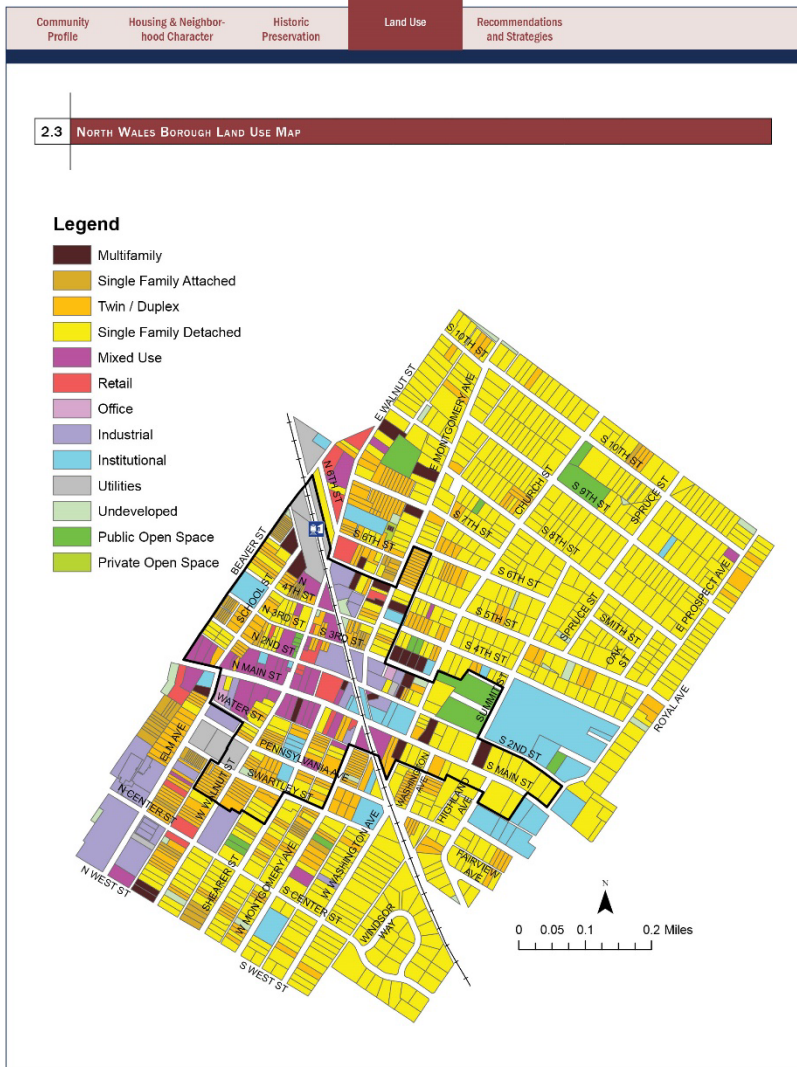 Community
Profile
Housing & Neighbor-
hood Character
Historic
Preservation
Land Use
Recommendations
and Strategies
2.3 North Wales Borough Land Use Map
Legend
Multifamily
Single Family Attached
Twin / Duplex
Single Family Detached
Mixed Use
Retail
Office
Industrial
Institutional
Utilities
Undeveloped
Public Open Space
Private Open Space
S 10TH ST
E WALNUT ST
E MONTGOMERY AVE
S 10TH ST
N 6TH ST
S 9TH ST
SPRUCE ST
CHURCH ST
S 7TH ST
S 8TH ST
S 6TH ST
BEAVER ST
S 6TH ST
E PROSPECT AVE
SCHOOL ST
N
4TH ST
S 5TH ST
SPRUCE ST
SMITH ST
N 3RD ST
S 3RD ST
S 4TH ST
OAK
ST
N 2ND ST
N MAIN ST
SUMMIT ST
ROYAL AVE
WATER ST
S 2ND ST
ELM AVE
PENNSYLVANIA AVE
S MAIN ST
W WALNUT ST
SWARTLEY ST
WASHINGTON
AVE
HIGHLAND
AVE
N CENTER ST
W WASHINGTON AVE
FAIRVIEW
AVE
N WEST ST
SHEARER ST
W MONTGOMERY AVE
S CENTER ST
WINDSOR
WAY
S WEST ST
N
0 0.05 0.1 0.2 Miles